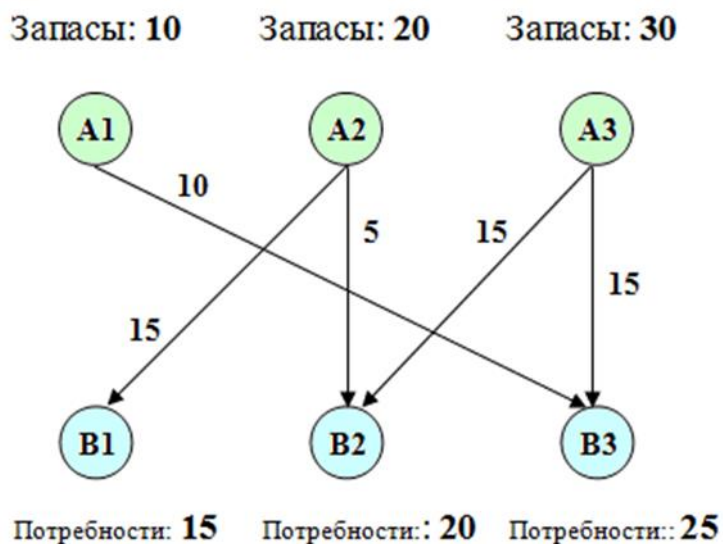 Запасы: 10 Запасы: 20 Запасы: 30
A1 A2 A3
10
5 15
15
15
B1 B2 B3
Потребности: 15 Потребности:: 20 Потребности:: 25